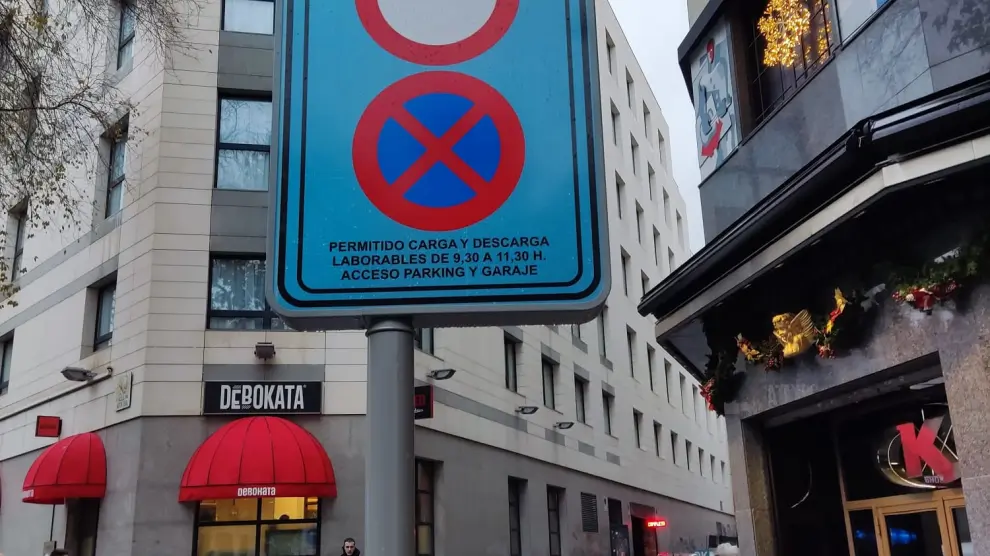 PERMITIDO CARGA Y DESCARGA
LABORABLES DE 9,30 A 11,30 H.
ACCESO PARKING Y GARAJE
DEBOKATA
DEBOKATA
K